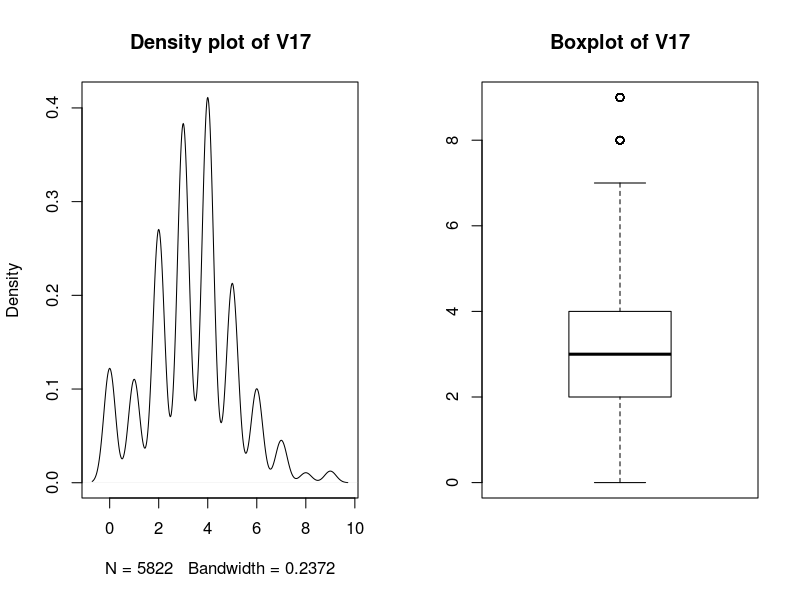 Density plot of V17
Density
0.0 0.1 0.2 0.3 0.4
0 2 4 6 8 10
N = 5822 Bandwidth = 0.2372
Boxplot of V17
0 2 4 6 8